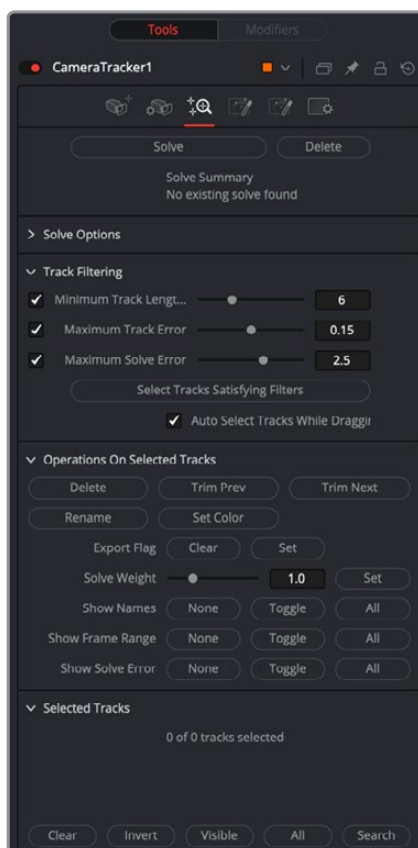 Tools Modifiers
CameraTracker1
Solve Delete
Solve Summary
No existing solve found
Solve Options
Track Filtering
Minimum Track Lengt... 6
Maximum Track Error 0.15
Maximum Solve Error 2.5
Select Tracks Satisfying Filters
Auto Select Tracks While Draggir
Operations On Selected Tracks
Delete Trim Prev Trim Next
Rename Set Color
Export Flag Clear Set
Solve Weight 1.0 Set
Show Names None Toggle All
Show Frame Range None Toggle All
Show Solve Error None Toggle All
Selected Tracks
0 of 0 tracks selected
Clear Invert Visible All Search